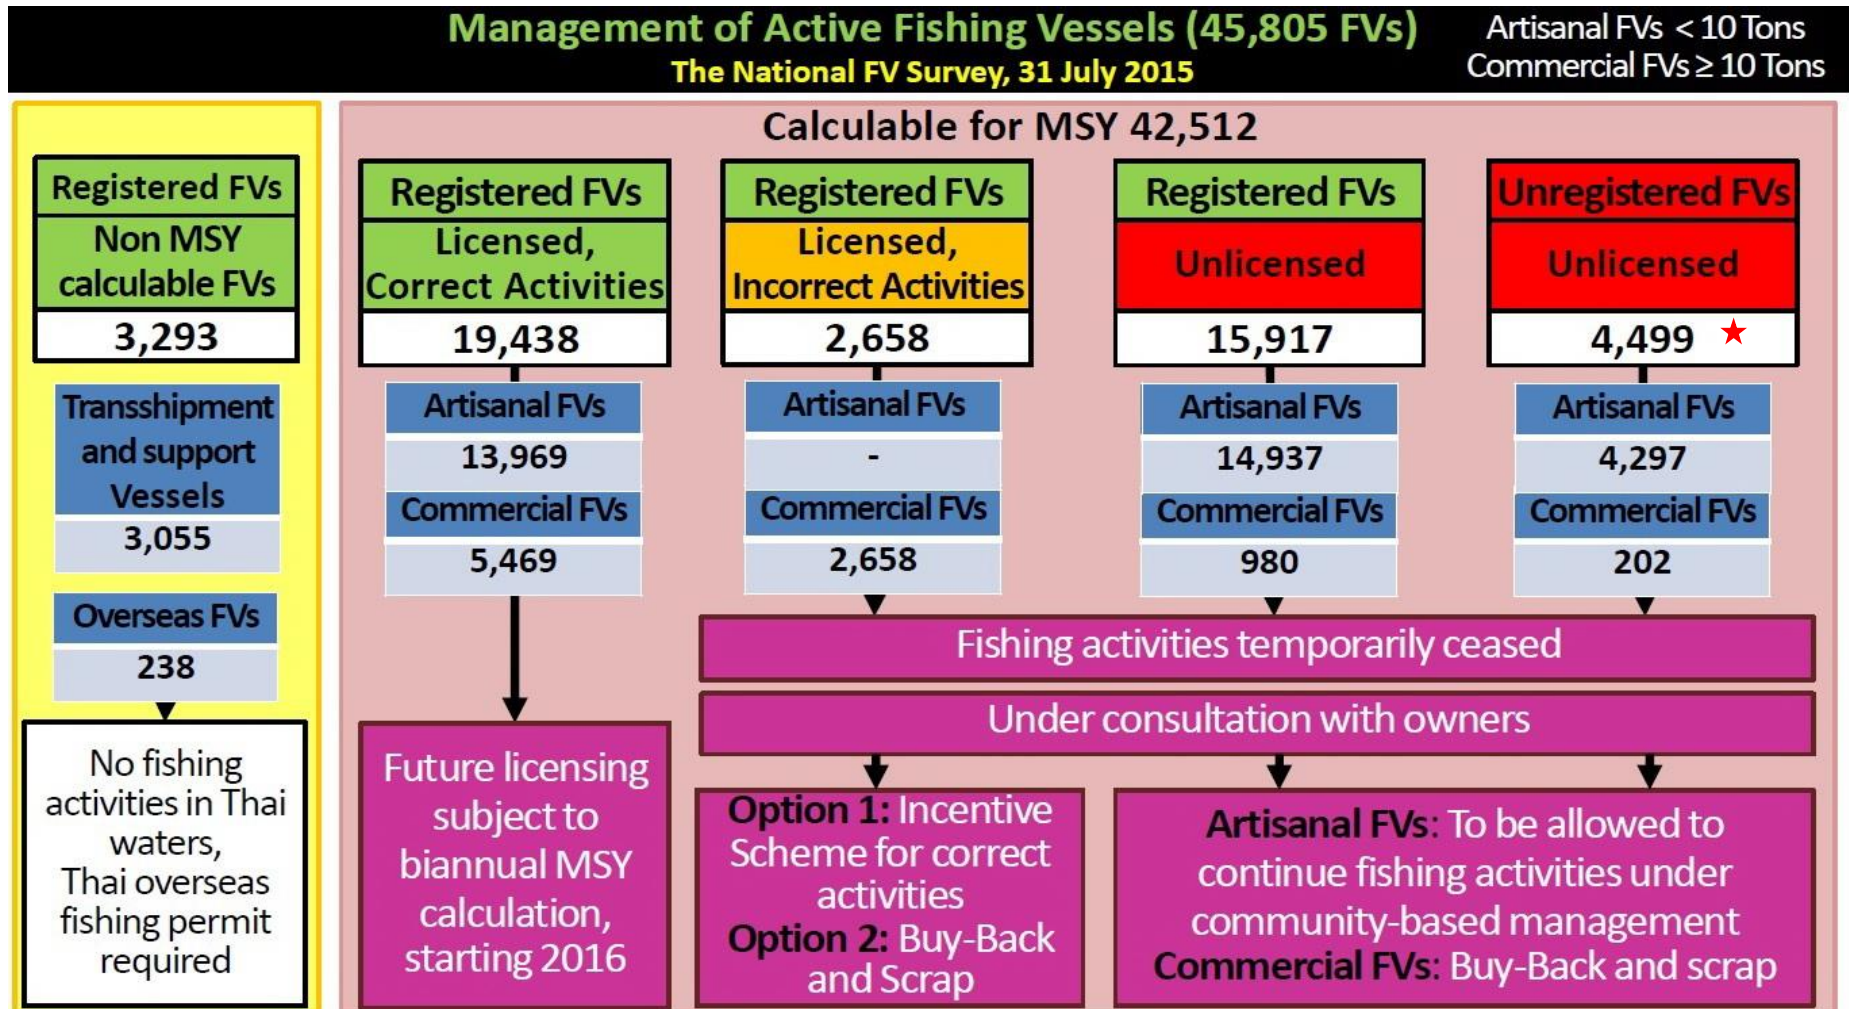 Management of Active Fishing Vessels (45,805 FVs)
The National FV Survey, 31 July 2015
Artisanal FVs < 10 Tons
Commercial FVs ≥ 10 Tons
Registered FVs
Non MSY
calculable FVs
3,293
Transshipment
and support
Vessels
3,055
Overseas FVs
238
No fishing
activities in Thai
waters,
Thai overseas
fishing permit
required
Calculable for MSY 42,512
Registered FVs
Licensed,
Correct Activities
19,438
Artisanal FVs
13,969
Commercial FVs
5,469
Future licensing
subject to
biannual MSY
calculation,
starting 2016
Registered FVs
Licensed,
Incorrect Activities
2,658
Artisanal FVs
-
Commercial FVs
2,658
Registered FVs
Unlicensed
15,917
Artisanal FVs
14,937
Commercial FVs
980
Unregistered FVs
Unlicensed
4,499 ★
Artisanal FVs
4,297
Commercial FVs
202
Fishing activities temporarily ceased
Under consultation with owners
Option 1: Incentive
Scheme for correct
activities
Option 2: Buy-Back
and Scrap
Artisanal FVs: To be allowed to
continue fishing activities under
community-based management
Commercial FVs: Buy-Back and scrap